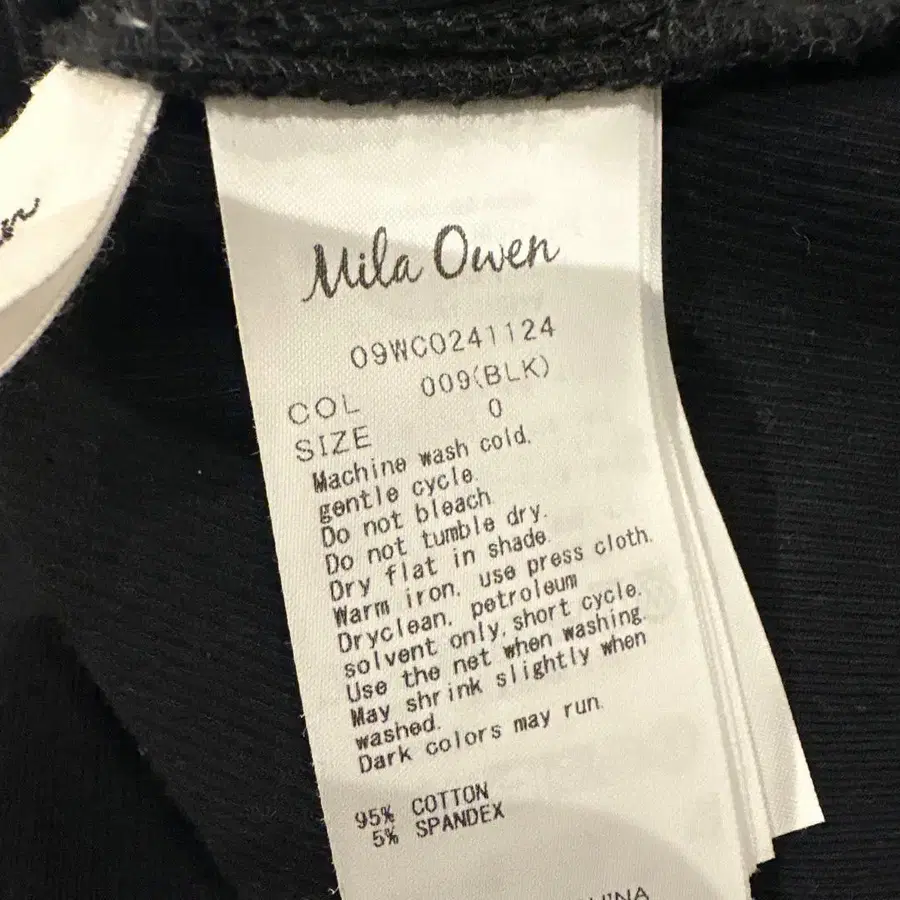 Mila Owen
09WC0241124
COL 009(BLK)
SIZE 0
Machine wash cold.
gentle cycle.
Do not bleach.
Do not tumble dry.
Dry flat in shade.
Warm iron, use press cloth.
Dryclean, petroleum
solvent only, short cycle.
Use the net when washing.
May shrink slightly when
washed.
Dark colors may run.
95% COTTON
5% SPANDEX